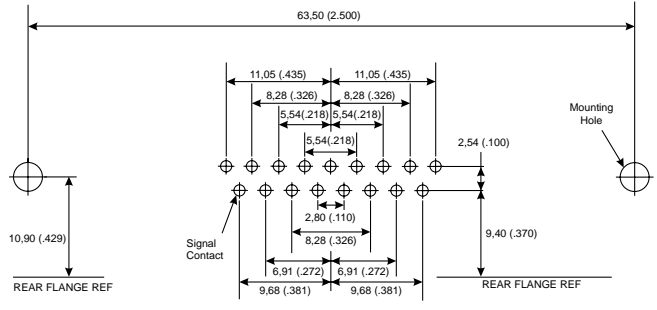 63,50 (2.500)
11,05 (.435) 11,05 (.435)
8,28 (.326) 8,28 (.326)
5,54(.218) 5,54(.218)
5,54(.218)
Mounting
Hole
2,54 (.100)
2,80 (.110)
8,28 (.326)
6,91 (.272) 6,91 (.272)
9,68 (.381) 9,68 (.381)
Signal
Contact
10,90 (.429)
9,40 (.370)
REAR FLANGE REF
REAR FLANGE REF